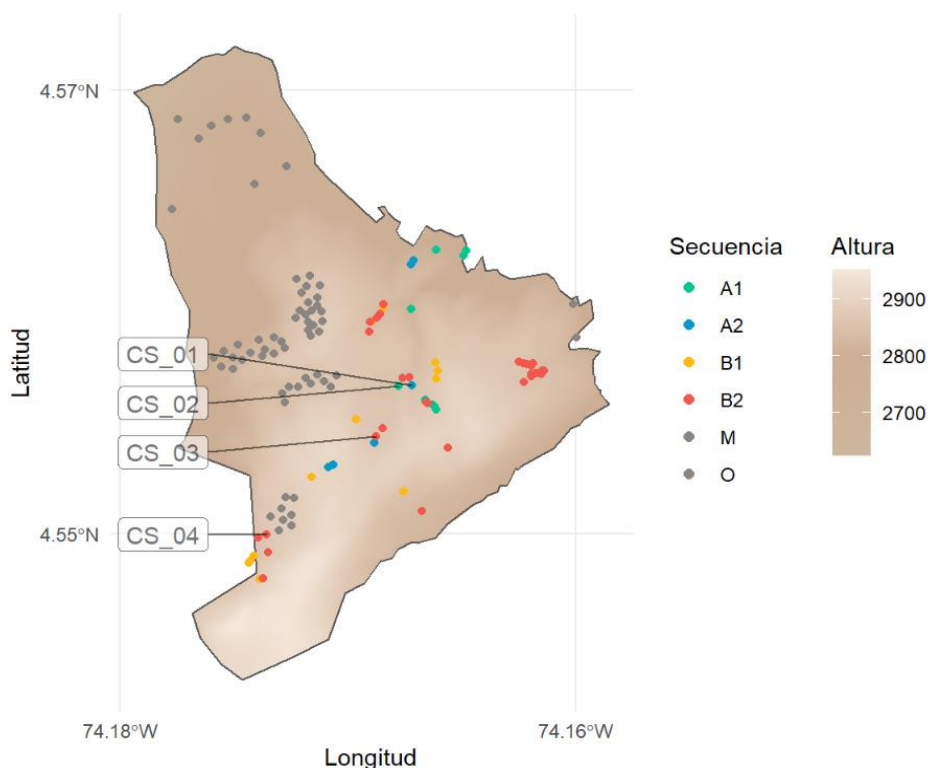 4.57°N
4.55°N
74.18°W
74.16°W
Latitud
Longitud
CS_01
CS_02
CS_03
CS_04
Secuencia
A1
A2
B1
B2
M
O
Altura
2900
2800
2700